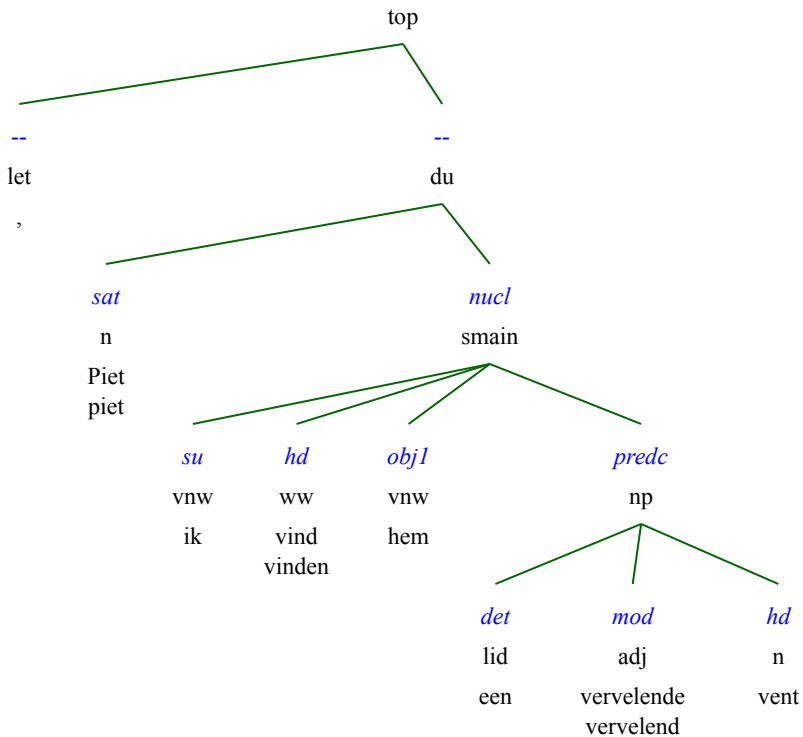 top
-- --
let du
,
sat nucl
n smain
Piet
piet
su hd obj1 predc
vnw ww vnw np
ik vind hem
vinden
det mod hd
lid adj n
een vervelende vent
vervelend